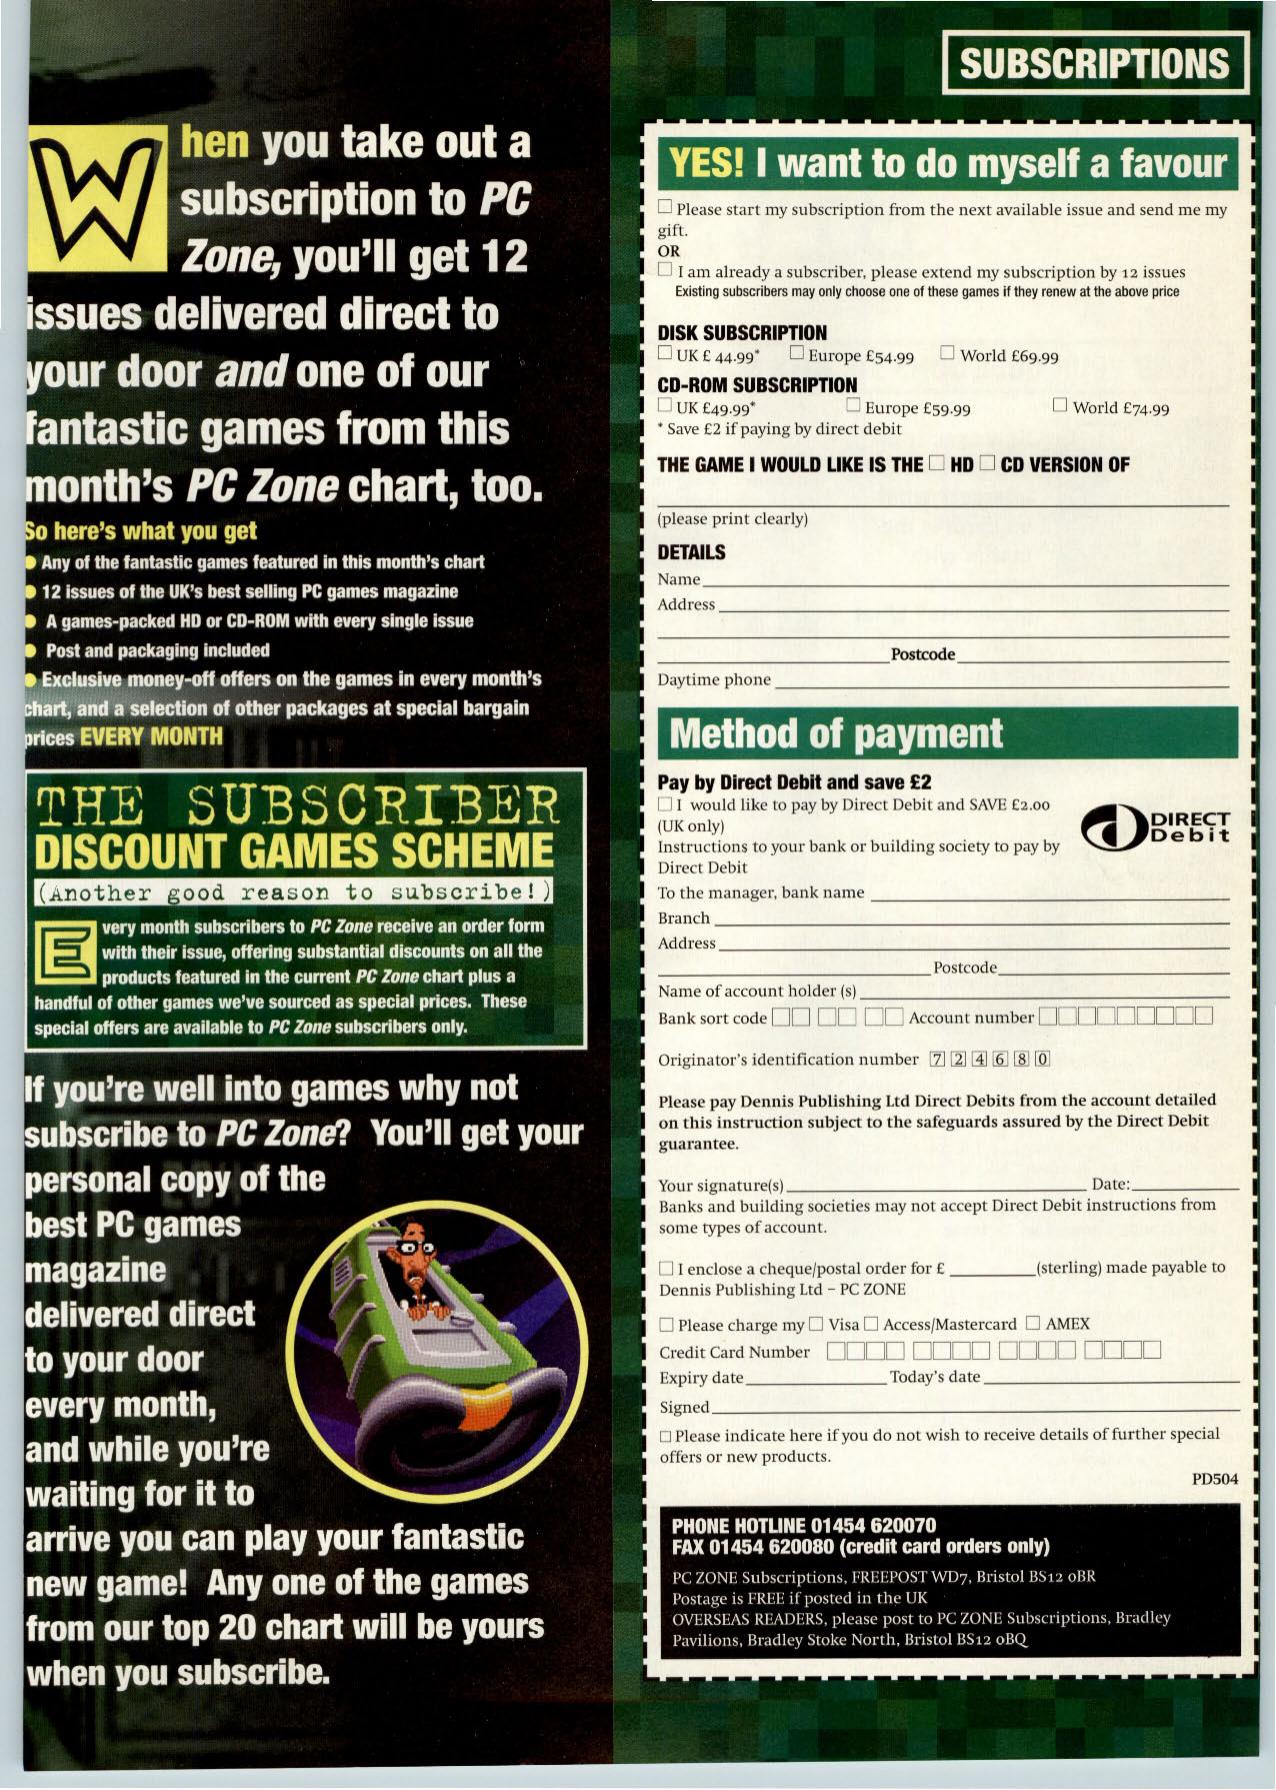 SUBSCRIPTIONS
When you take out a
subscription to PC
Zone, you'll get 12
issues delivered direct to
your door and one of our
fantastic games from this
month's PC Zone chart, too.
So here's what you get
● Any of the fantastic games featured in this month's chart
● 12 issues of the UK's best selling PC games magazine
● A games-packed HD or CD-ROM with every single issue
● Post and packaging included
● Exclusive money-off offers on the games in every month's
chart, and a selection of other packages at special bargain
prices EVERY MONTH
THE SUBSCRIBER
DISCOUNT GAMES SCHEME
(Another good reason to subscribe!)
Every month subscribers to PC Zone receive an order form
with their issue, offering substantial discounts on all the
products featured in the current PC Zone chart plus a
handful of other games we've sourced as special prices. These
special offers are available to PC Zone subscribers only.
If you're well into games why not
subscribe to PC Zone? You'll get your
personal copy of the
best PC games
magazine
delivered direct
to your door
every month,
and while you're
waiting for it to
arrive you can play your fantastic
new game! Any one of the games
from our top 20 chart will be yours
when you subscribe.
YES! I want to do myself a favour
□ Please start my subscription from the next available issue and send me my
gift.
OR
□ I am already a subscriber, please extend my subscription by 12 issues
Existing subscribers may only choose one of these games if they renew at the above price
DISK SUBSCRIPTION
□ UK £ 44.99* □ Europe £54.99 □ World £69.99
CD-ROM SUBSCRIPTION
□ UK £49.99* □ Europe £59.99 □ World £74.99
* Save £2 if paying by direct debit
THE GAME I WOULD LIKE IS THE □ HD □ CD VERSION OF
(please print clearly)
DETAILS
Name
Address
Postcode
Daytime phone
Method of payment
Pay by Direct Debit and save £2
□ I would like to pay by Direct Debit and SAVE £2.00
(UK only)
DIRECT
Debit
Instructions to your bank or building society to pay by
Direct Debit
To the manager, bank name
Branch
Address
Postcode
Name of account holder (s)
Bank sort code □□ □□ □□ Account number □□□□□□□□□
Originator's identification number 7 2 4 6 8 0
Please pay Dennis Publishing Ltd Direct Debits from the account detailed
on this instruction subject to the safeguards assured by the Direct Debit
guarantee.
Your signature(s) Date:
Banks and building societies may not accept Direct Debit instructions from
some types of account.
□ I enclose a cheque/postal order for £ (sterling) made payable to
Dennis Publishing Ltd – PC ZONE
□ Please charge my □ Visa □ Access/Mastercard □ AMEX
Credit Card Number □□□□ □□□□ □□□□ □□□□
Expiry date Today's date
Signed
□ Please indicate here if you do not wish to receive details of further special
offers or new products.
PD504
PHONE HOTLINE 01454 620070
FAX 01454 620080 (credit card orders only)
PC ZONE Subscriptions, FREEPOST WD7, Bristol BS12 0BR
Postage is FREE if posted in the UK
OVERSEAS READERS, please post to PC ZONE Subscriptions, Bradley
Pavilions, Bradley Stoke North, Bristol BS12 0BQ